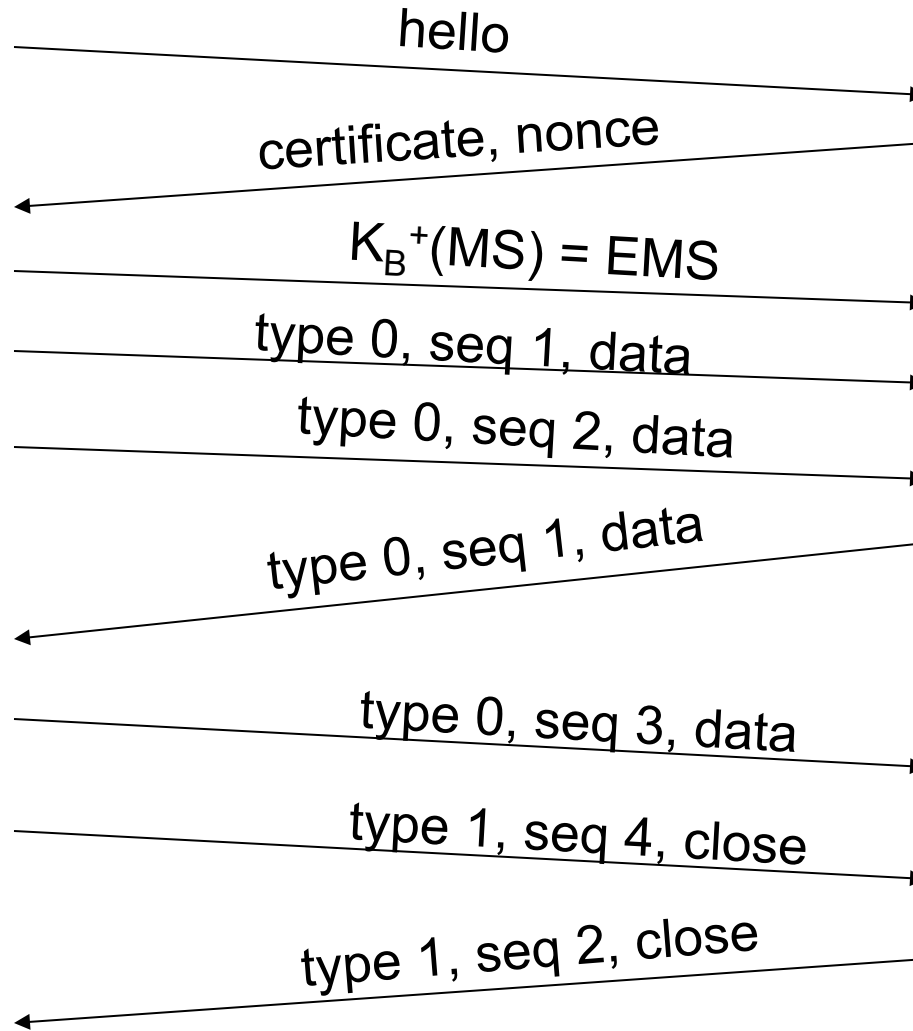 hello
certificate, nonce
K_B^+(MS) = EMS
type 0, seq 1, data
type 0, seq 2, data
type 0, seq 1, data
type 0, seq 3, data
type 1, seq 4, close
type 1, seq 2, close